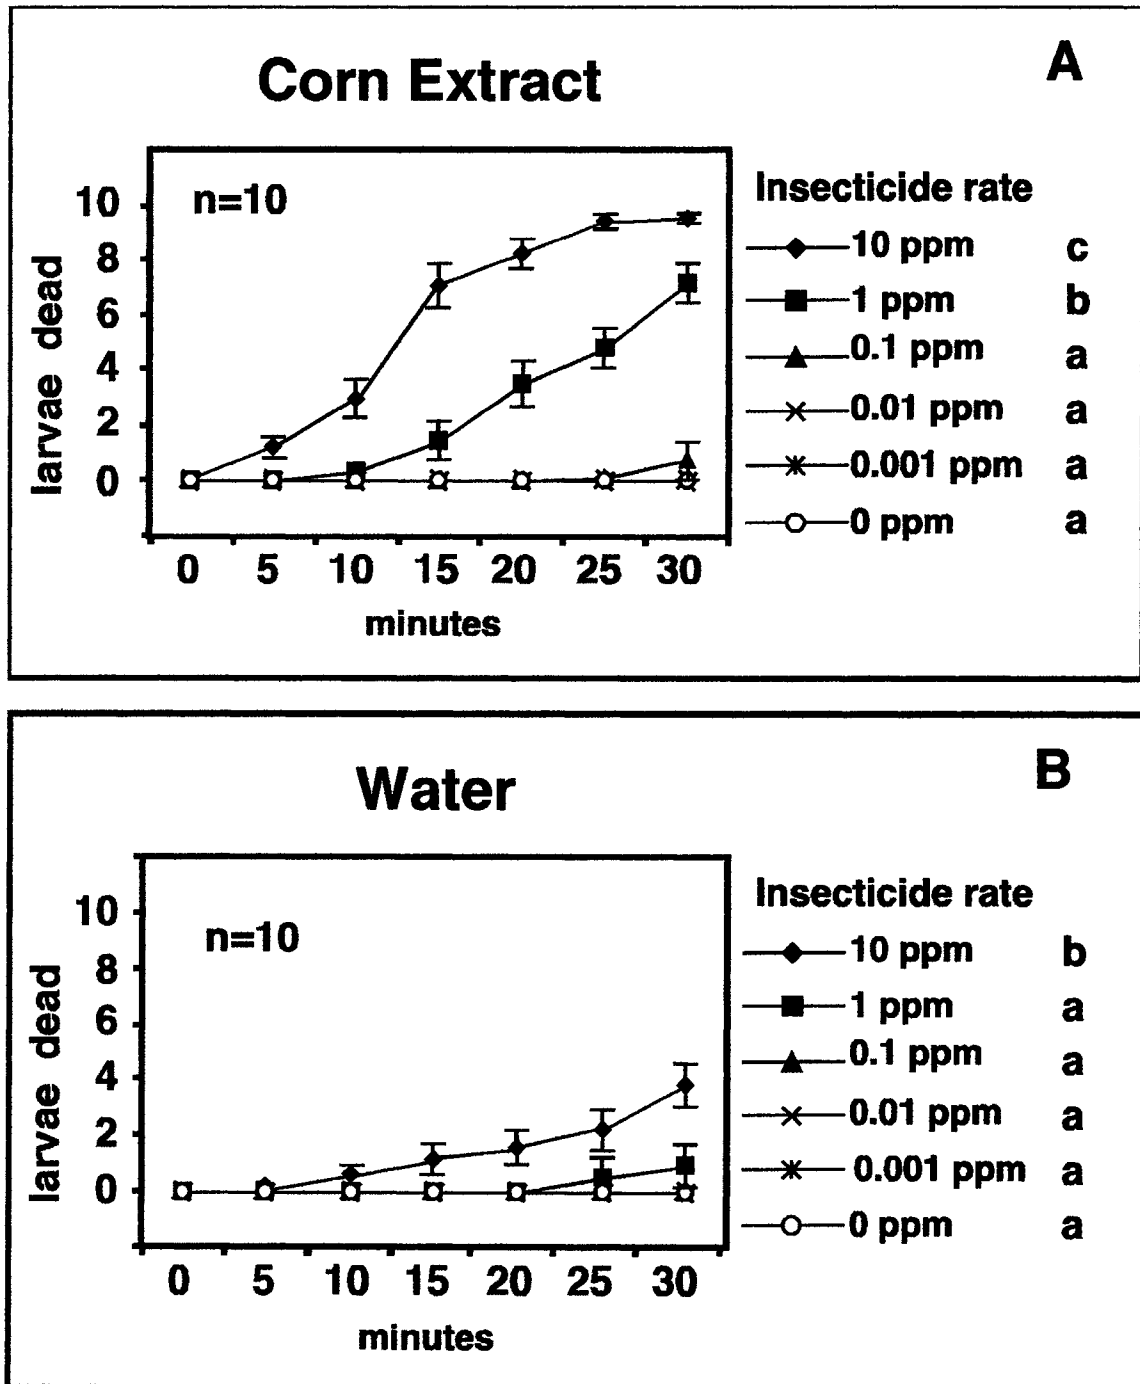 A
Corn Extract
n=10
10
8
6
4
2
0
larvae dead
0 5 10 15 20 25 30
minutes
Insecticide rate
10 ppm c
1 ppm b
0.1 ppm a
0.01 ppm a
0.001 ppm a
0 ppm a
B
Water
n=10
10
8
6
4
2
0
larvae dead
0 5 10 15 20 25 30
minutes
Insecticide rate
10 ppm b
1 ppm a
0.1 ppm a
0.01 ppm a
0.001 ppm a
0 ppm a